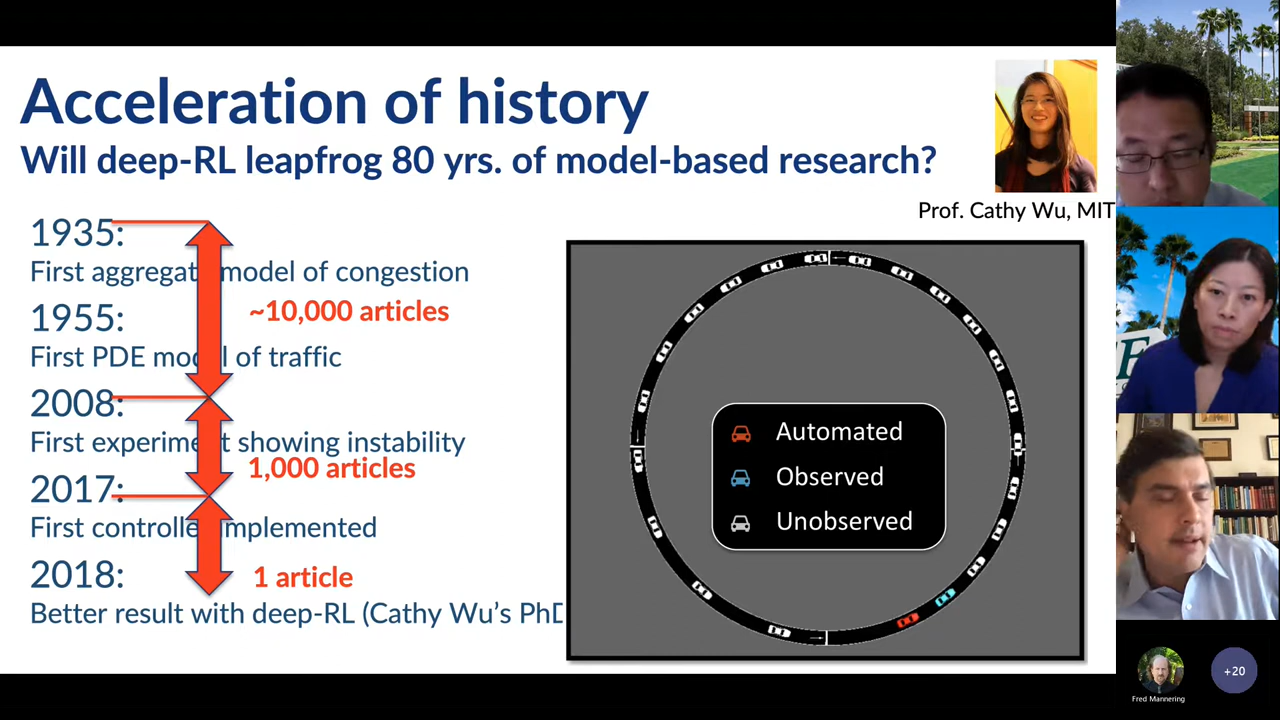 Acceleration of history
Will deep-RL leapfrog 80 yrs. of model-based research?
Prof. Cathy Wu, MIT
1935:
First aggregat model of congestion
~10,000 articles
1955:
First PDE mod l of traffic
2008:
First experime t showing instability
1,000 articles
2017:
First controlle mplemented
2018:
1 article
Better result with deep-RL (Cathy Wu's PhD
Automated
Observed
Unobserved
Fred Mannering
+20